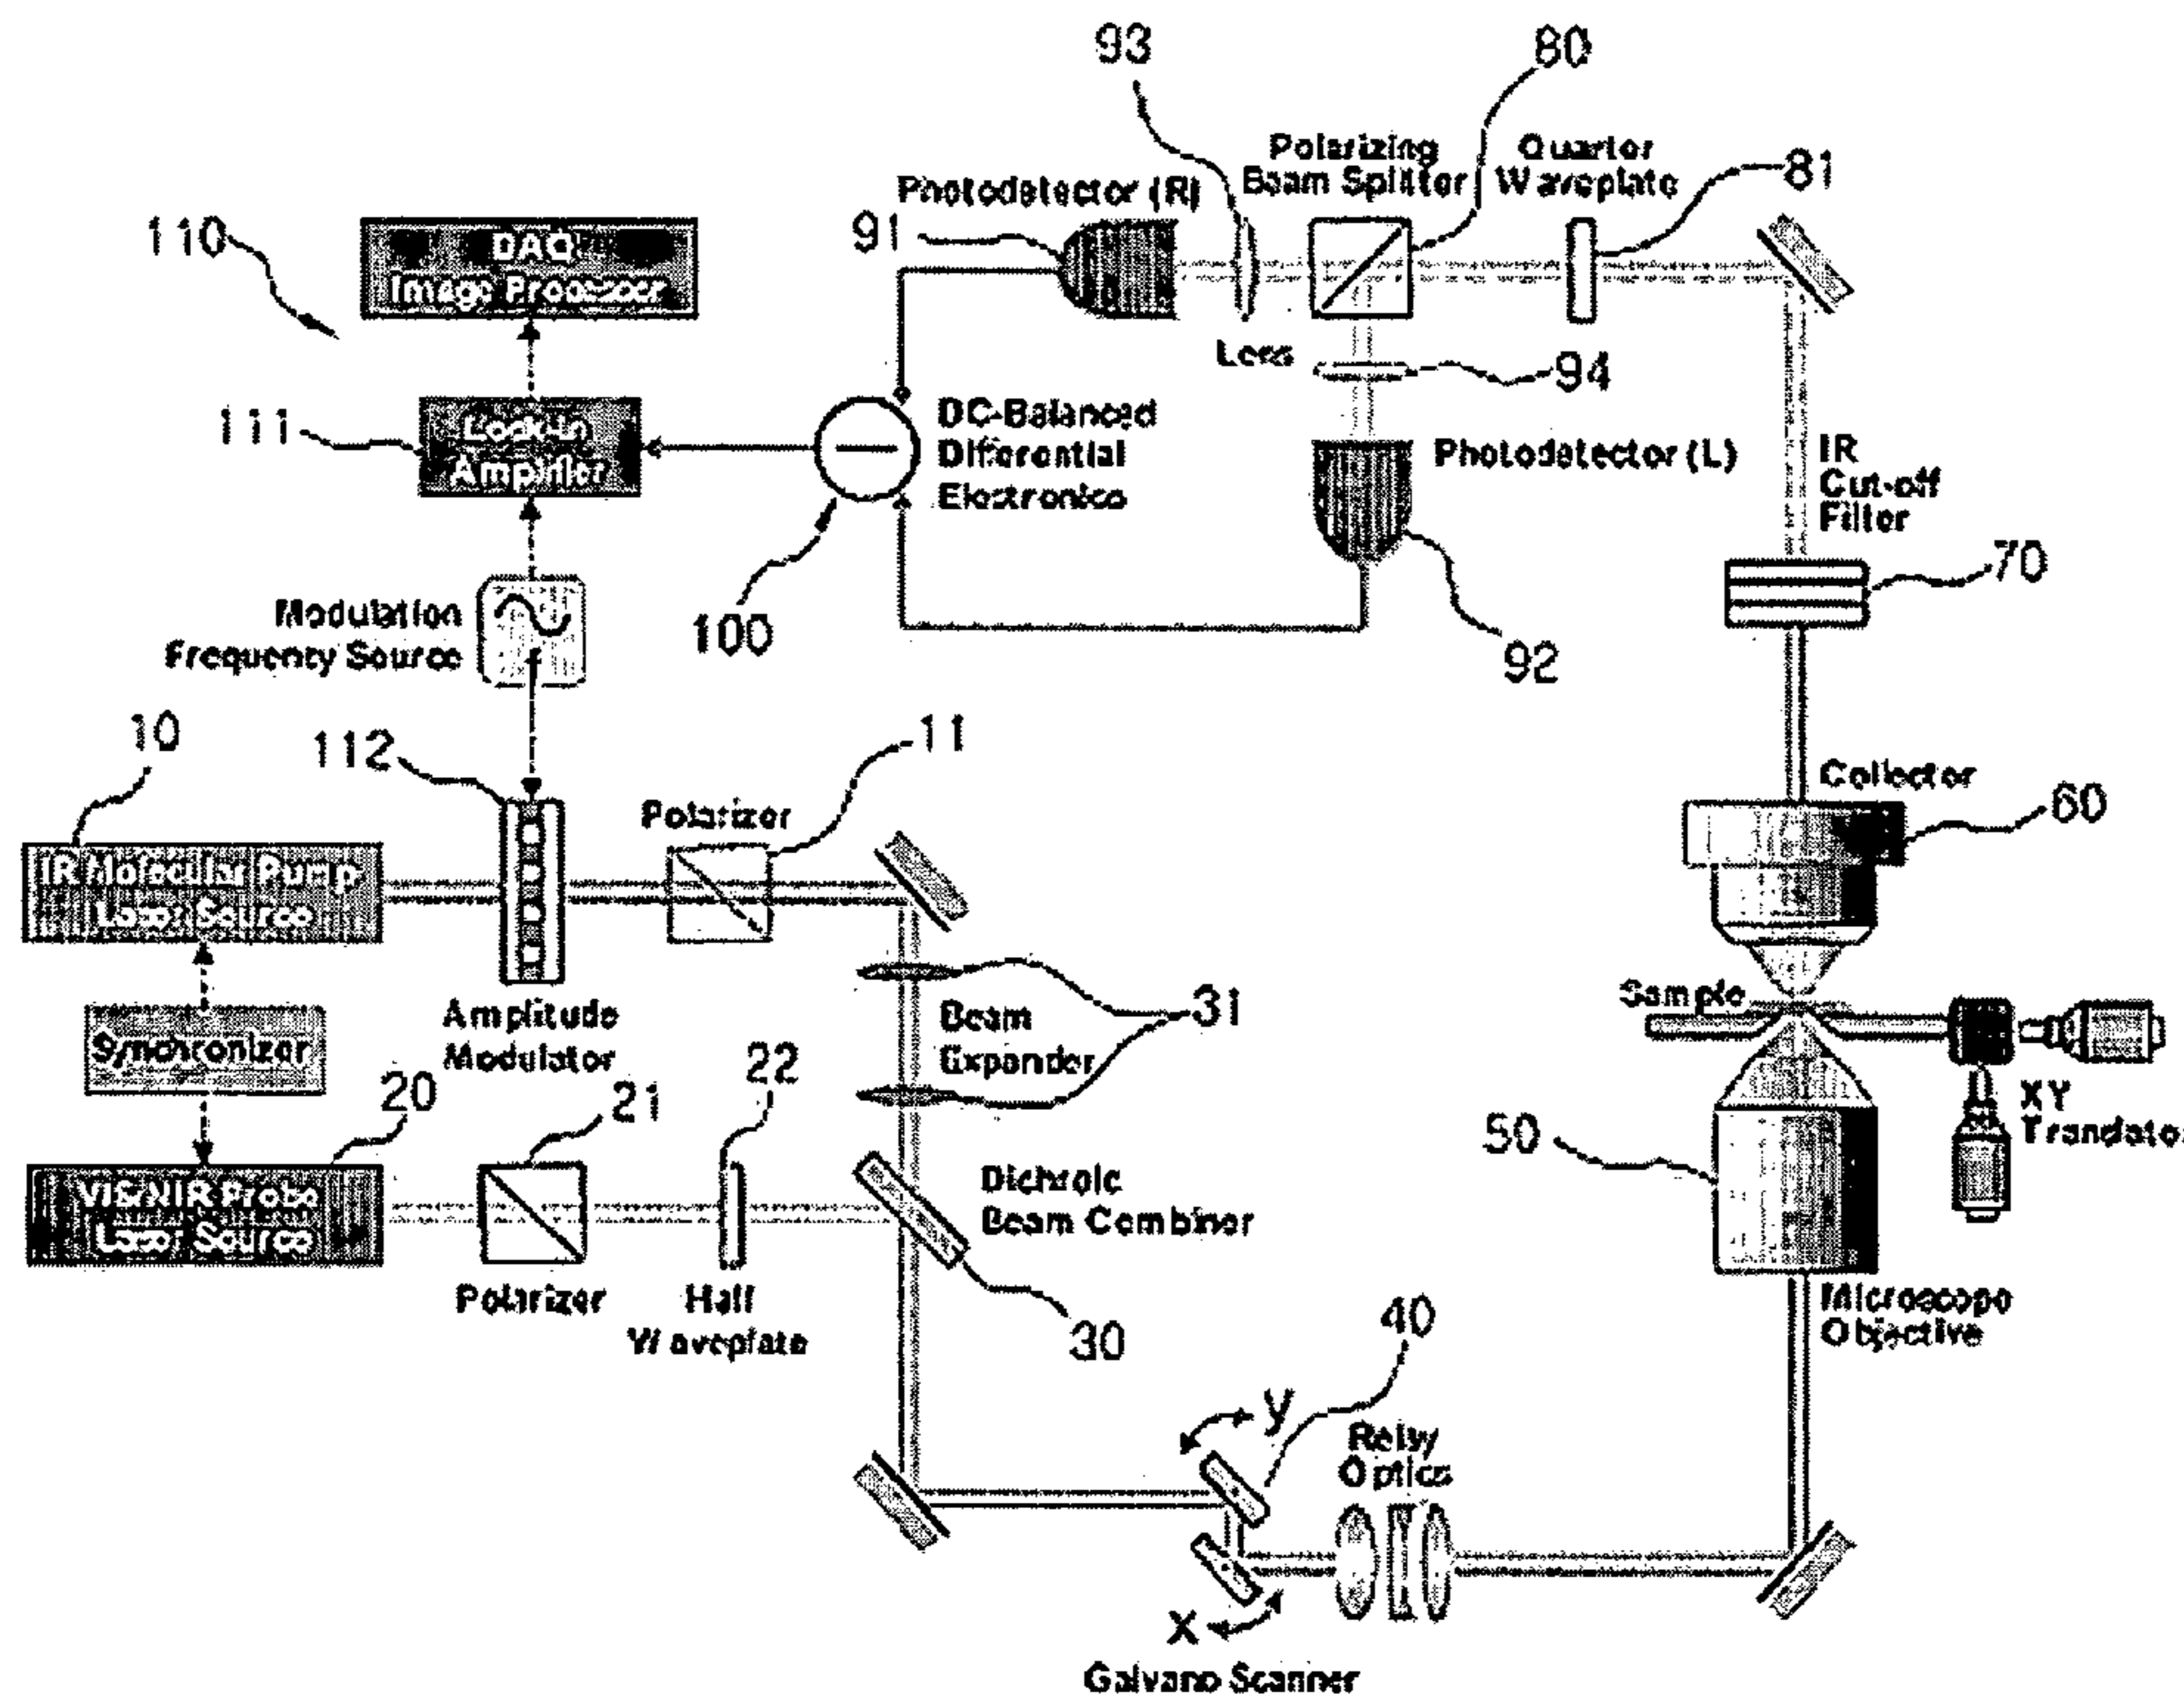 93
80
Polarizing
Beam Splitter
Quarter
Waveplate
81
Photodetector (R)
91
110
DAQ
Image Processor
Lens
94
111
Lock-in
Amplifier
DC-Balanced
Differential
Electronics
Photodetector (L)
IR
Cut-off
Filter
70
Modulation
Frequency Source
100
92
10
112
11
Polarizer
Collector
60
IR Molecular Pump
Laser Source
Sample
Amplitude
Modulator
Beam
Expander
31
Synchronizer
20
21
22
XY
Translator
50
VIS/NIR Probe
Laser Source
Dichroic
Beam Combiner
Polarizer
Half
Waveplate
30
Microscope
Objective
40
y
Relay
Optics
x
Galvano Scanner